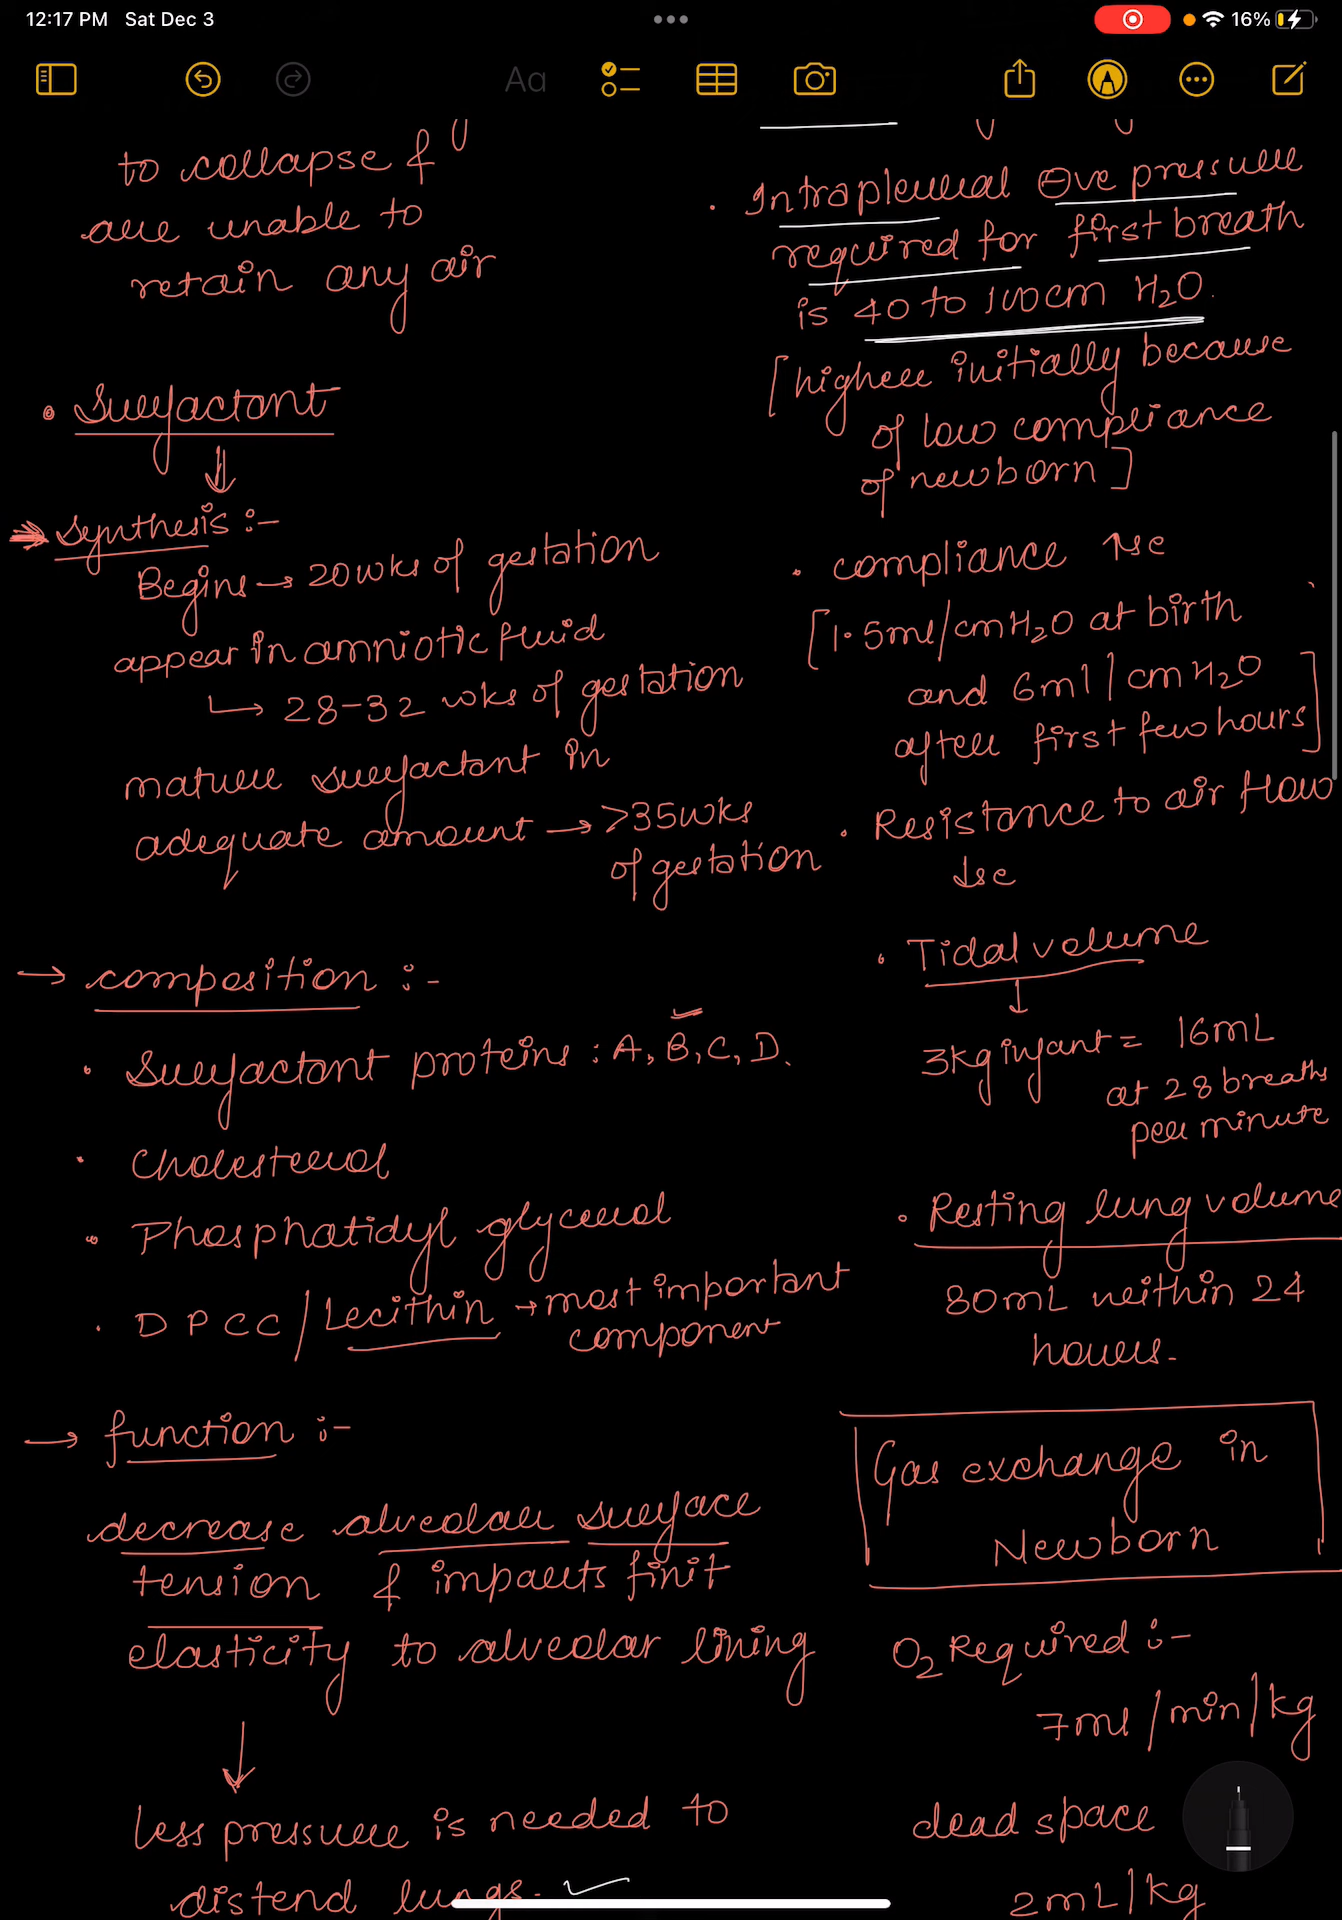 12:17 PM Sat Dec 3
16%
Aa
to collapse &
are unable to
retain any air
• Surfactant
Synthesis :-
Begins → 20wks of gestation
appear in amniotic fluid
↳ 28-32 wks of gestation
mature surfactant in
adequate amount → >35wks
of gestation
→ composition :-
• Surfactant proteins : A, B, C, D.
• Cholesterol
• Phosphatidyl glycerol
• DPCC / Lecithin → most important
component
→ function :-
decrease alveolar surface
tension & imparts finit
elasticity to alveolar lining
↓
less pressure is needed to
distend lungs.
• Intrapleural ⊖ve pressure
required for first breath
is 40 to 100cm H2O.
[higher initially because
of low compliance
of newborn]
• compliance ↑se
[1.5ml/cmH2O at birth
and 6ml/cmH2O
after first few hours]
• Resistance to air flow
↓se
• Tidal volume
↓
3kg infant = 16mL
at 28 breaths
per minute
• Resting lung volume
80mL within 24
hours.
Gas exchange in
Newborn
O2 Required :-
7ml/min/kg
dead space
2mL/kg